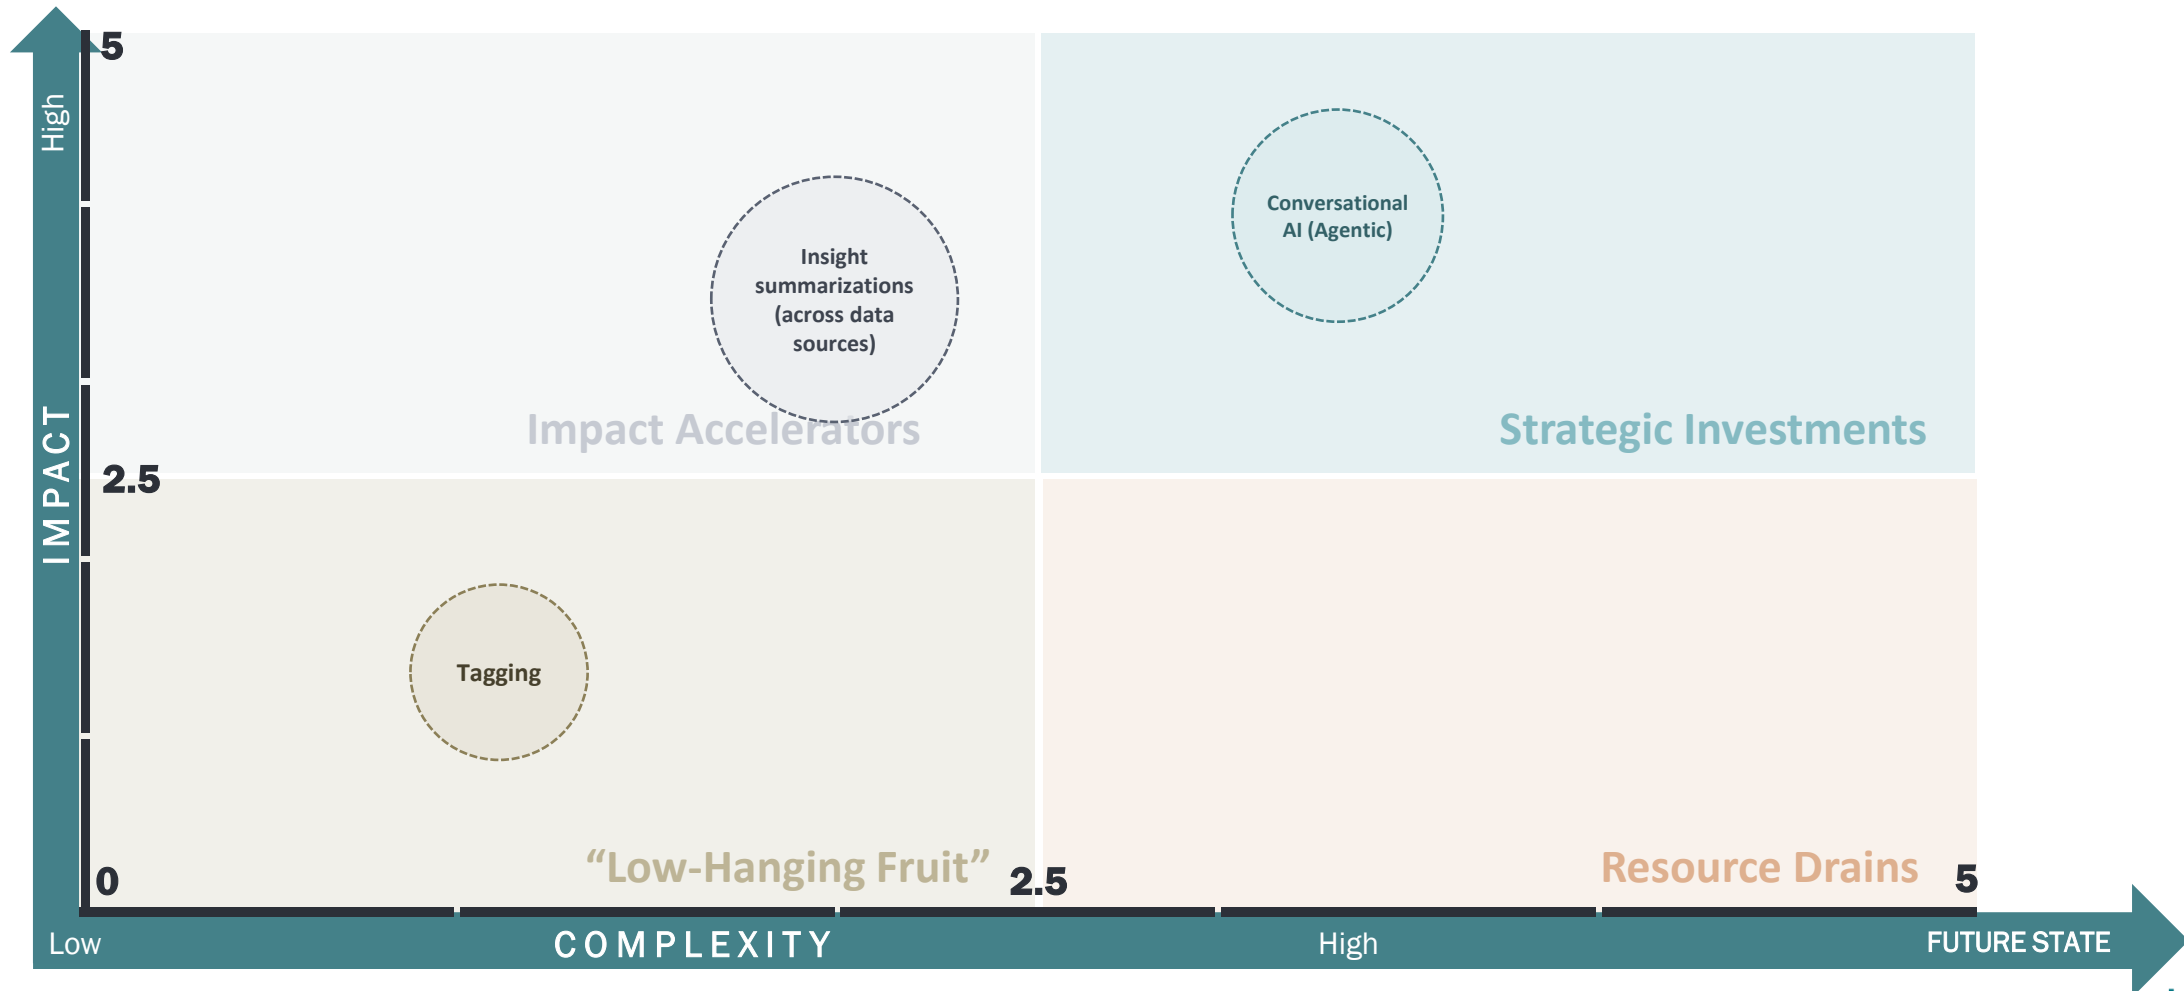 5
High
Conversational
AI (Agentic)
Insight
summarizations
(across data
sources)
Impact Accelerators
Strategic Investments
IMPACT
2.5
Tagging
“Low-Hanging Fruit”
Resource Drains
0
2.5
5
Low
COMPLEXITY
High
FUTURE STATE